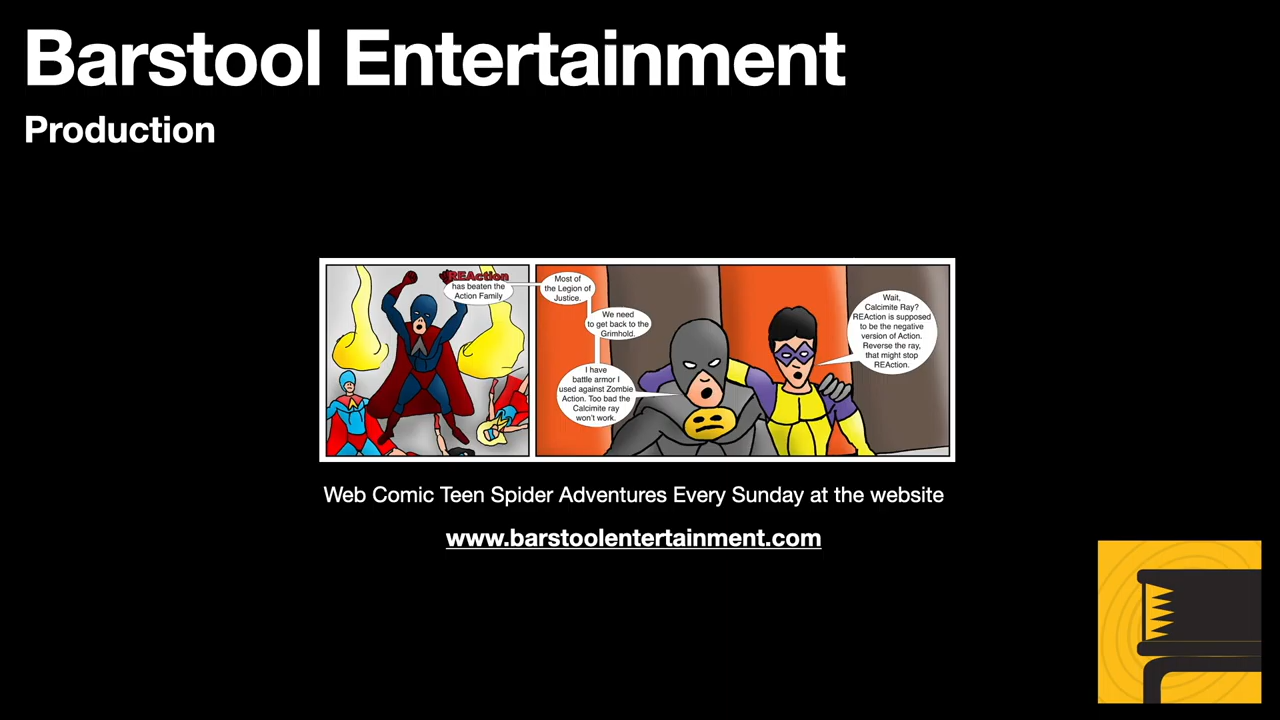 Barstool Entertainment
Production
REAction
has beaten the
Action Family
Most of
the Legion of
Justice.
We need
to get back to the
Grimhold.
I have
battle armor I
used against Zombie
Action. Too bad the
Calcimite ray
won't work.
Wait,
Calcimite Ray?
REAction is supposed
to be the negative
version of Action.
Reverse the ray,
that might stop
REAction.
Web Comic Teen Spider Adventures Every Sunday at the website
www.barstoolentertainment.com